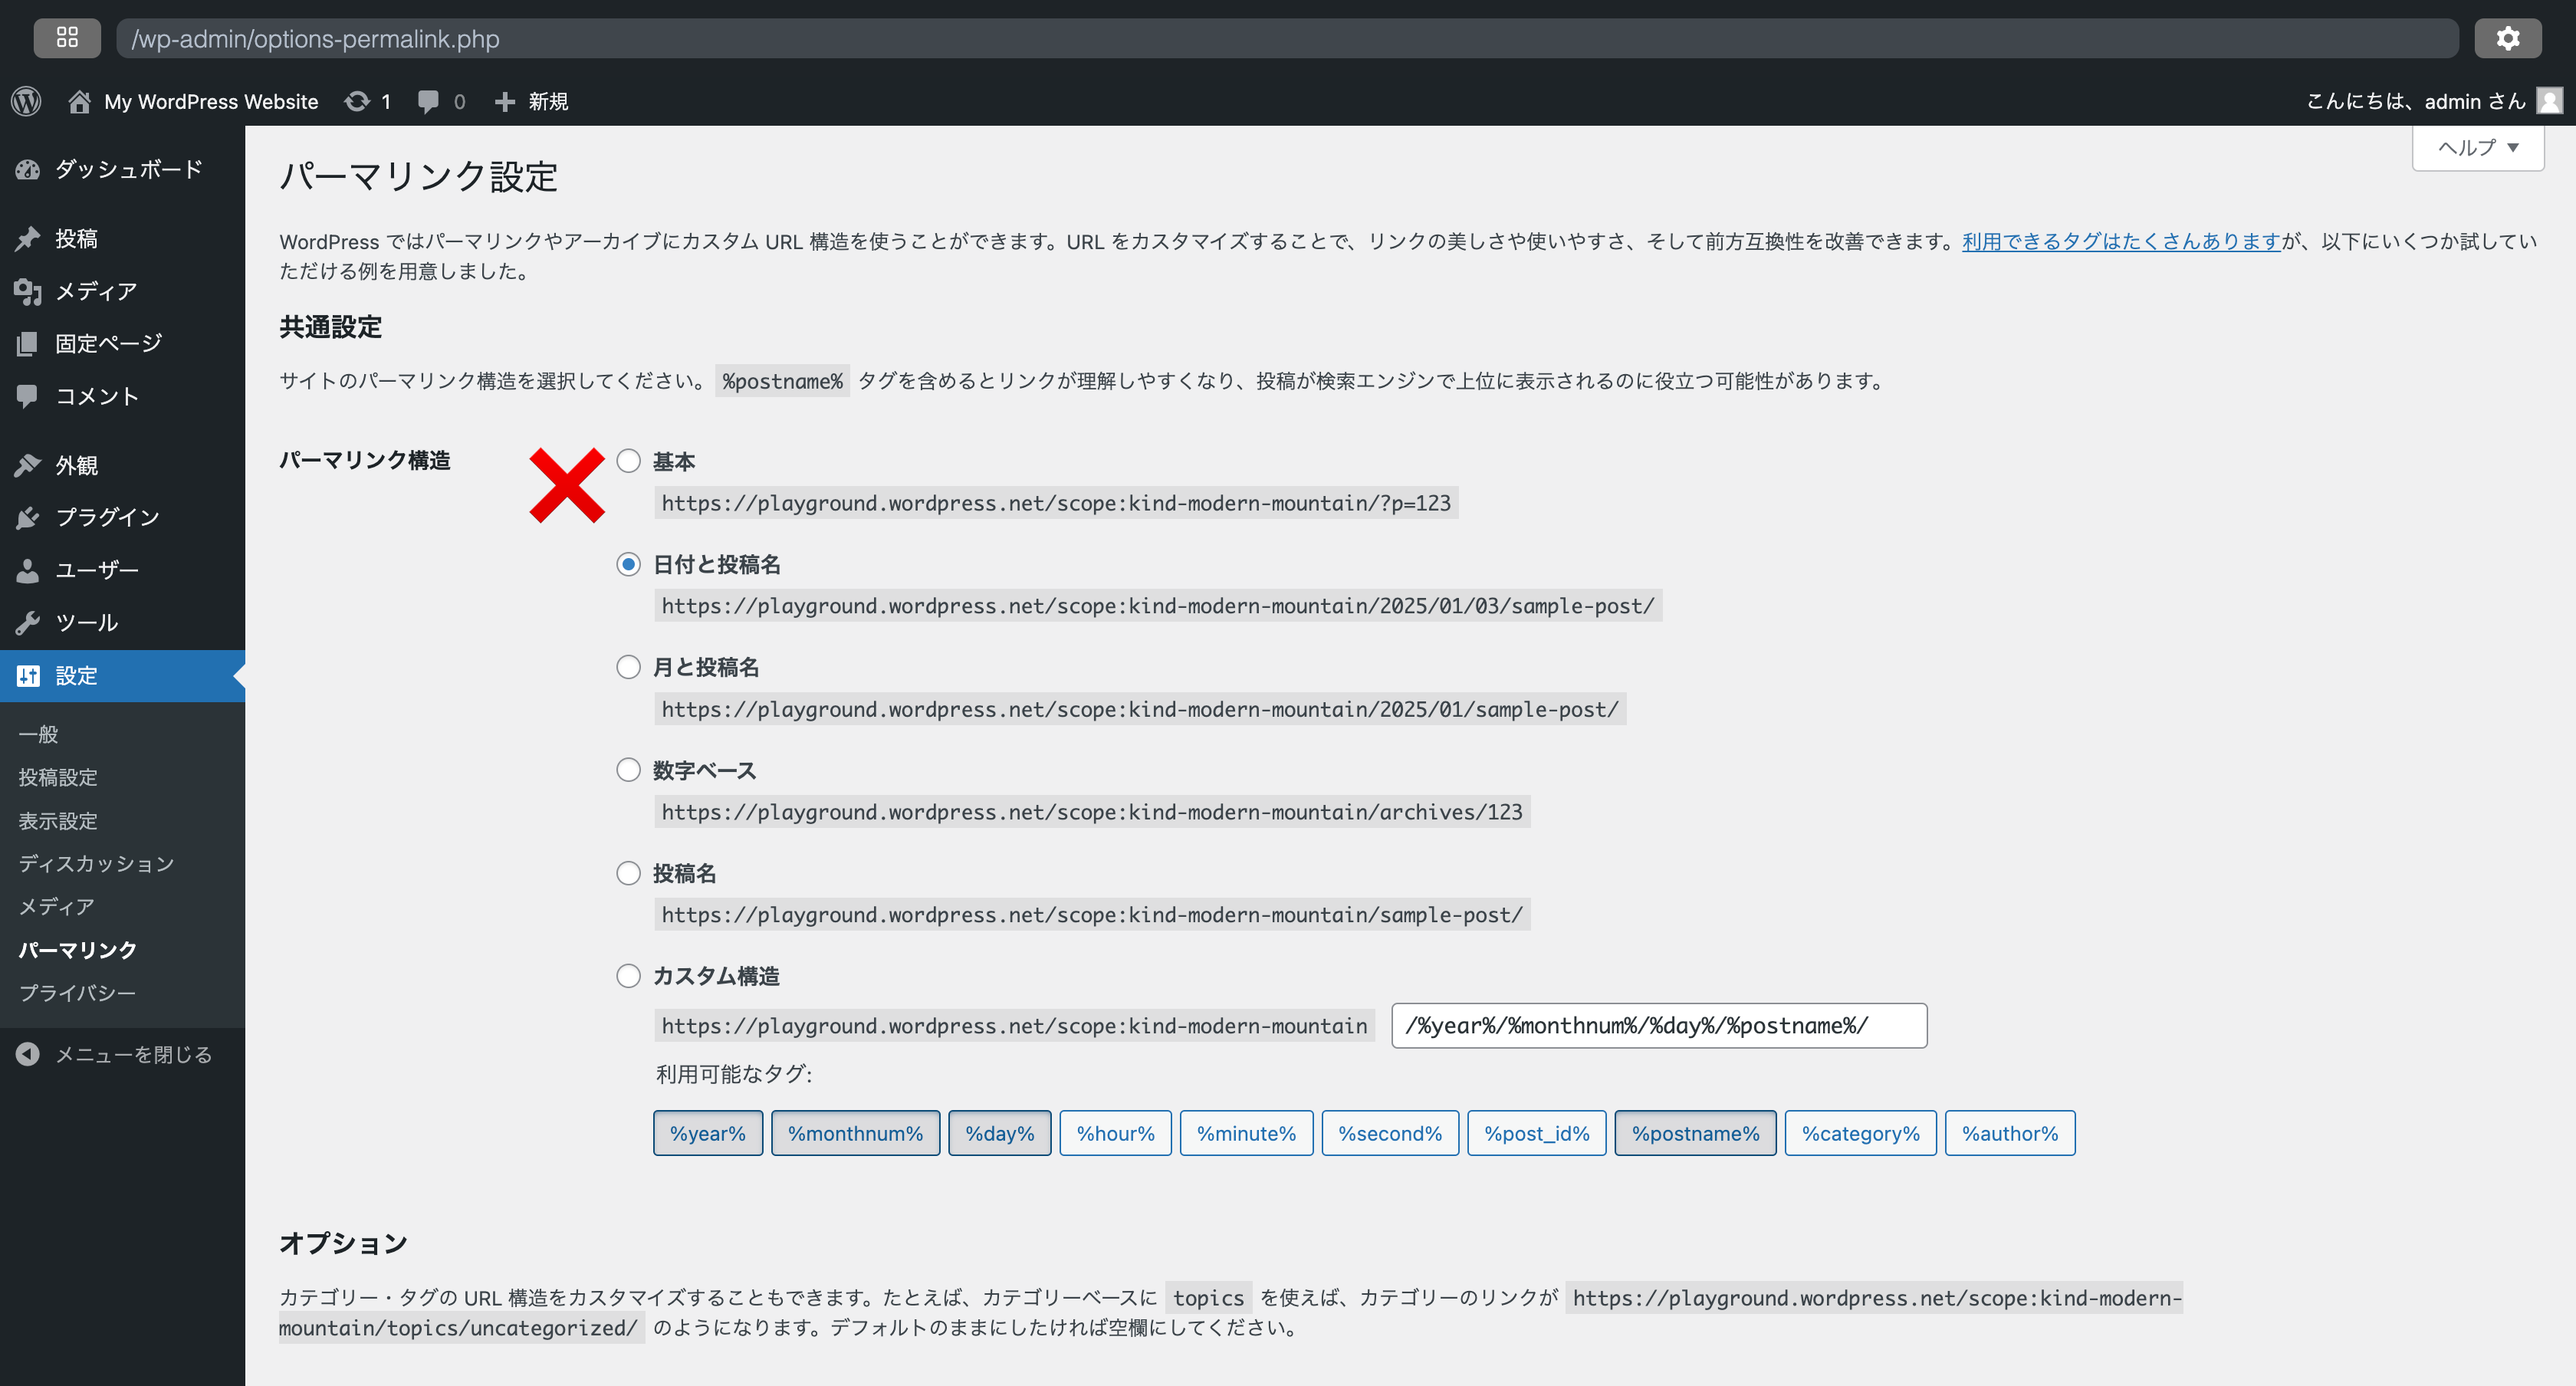 /wp-admin/options-permalink.php
My WordPress Website 1 0 新規
こんにちは、admin さん
ダッシュボード
投稿
メディア
固定ページ
コメント
外観
プラグイン
ユーザー
ツール
設定
一般
投稿設定
表示設定
ディスカッション
メディア
パーマリンク
プライバシー
メニューを閉じる
ヘルプ ▼
パーマリンク設定
WordPress ではパーマリンクやアーカイブにカスタム URL 構造を使うことができます。URL をカスタマイズすることで、リンクの美しさや使いやすさ、そして前方互換性を改善できます。利用できるタグはたくさんありますが、以下にいくつか試してい
ただける例を用意しました。
共通設定
サイトのパーマリンク構造を選択してください。 %postname% タグを含めるとリンクが理解しやすくなり、投稿が検索エンジンで上位に表示されるのに役立つ可能性があります。
パーマリンク構造
基本
https://playground.wordpress.net/scope:kind-modern-mountain/?p=123
日付と投稿名
https://playground.wordpress.net/scope:kind-modern-mountain/2025/01/03/sample-post/
月と投稿名
https://playground.wordpress.net/scope:kind-modern-mountain/2025/01/sample-post/
数字ベース
https://playground.wordpress.net/scope:kind-modern-mountain/archives/123
投稿名
https://playground.wordpress.net/scope:kind-modern-mountain/sample-post/
カスタム構造
https://playground.wordpress.net/scope:kind-modern-mountain /%year%/%monthnum%/%day%/%postname%/
利用可能なタグ:
%year% %monthnum% %day% %hour% %minute% %second% %post_id% %postname% %category% %author%
オプション
カテゴリー・タグの URL 構造をカスタマイズすることもできます。たとえば、カテゴリーベースに topics を使えば、カテゴリーのリンクが https://playground.wordpress.net/scope:kind-modern-
mountain/topics/uncategorized/ のようになります。デフォルトのままにしたければ空欄にしてください。